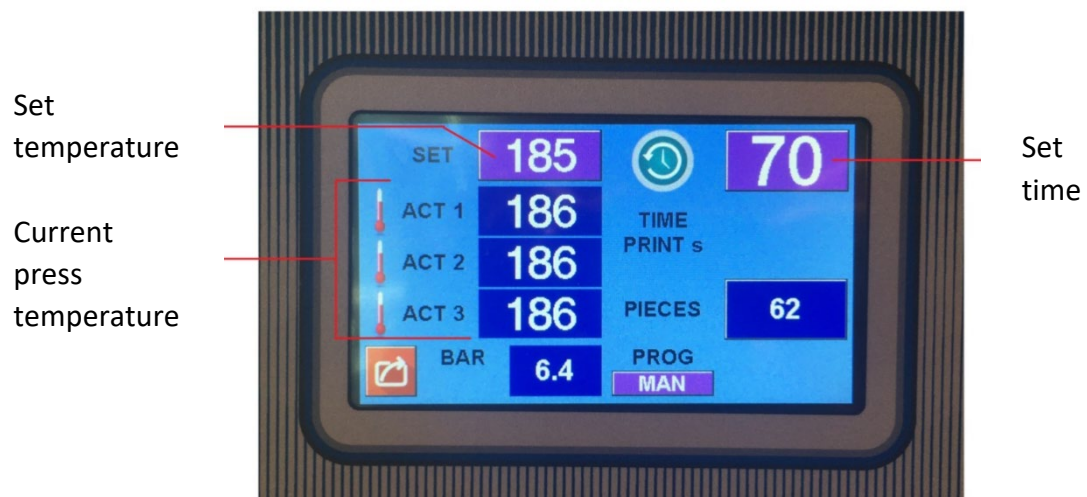 Set
temperature
Current
press
temperature
SET 185
ACT 1 186
ACT 2 186
ACT 3 186
BAR 6.4
70
TIME
PRINT s
PIECES 62
PROG
MAN
Set
time